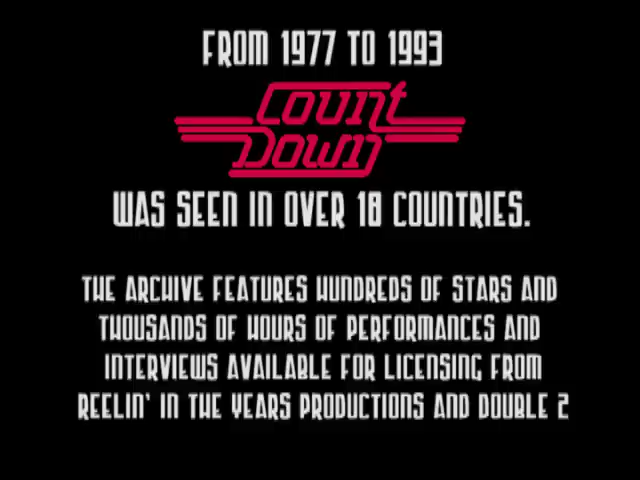 FROM 1977 TO 1993
Count
Down
WAS SEEN IN OVER 18 COUNTRIES.
THE ARCHIVE FEATURES HUNDREDS OF STARS AND
THOUSANDS OF HOURS OF PERFORMANCES AND
INTERVIEWS AVAILABLE FOR LICENSING FROM
REELIN' IN THE YEARS PRODUCTIONS AND DOUBLE 2